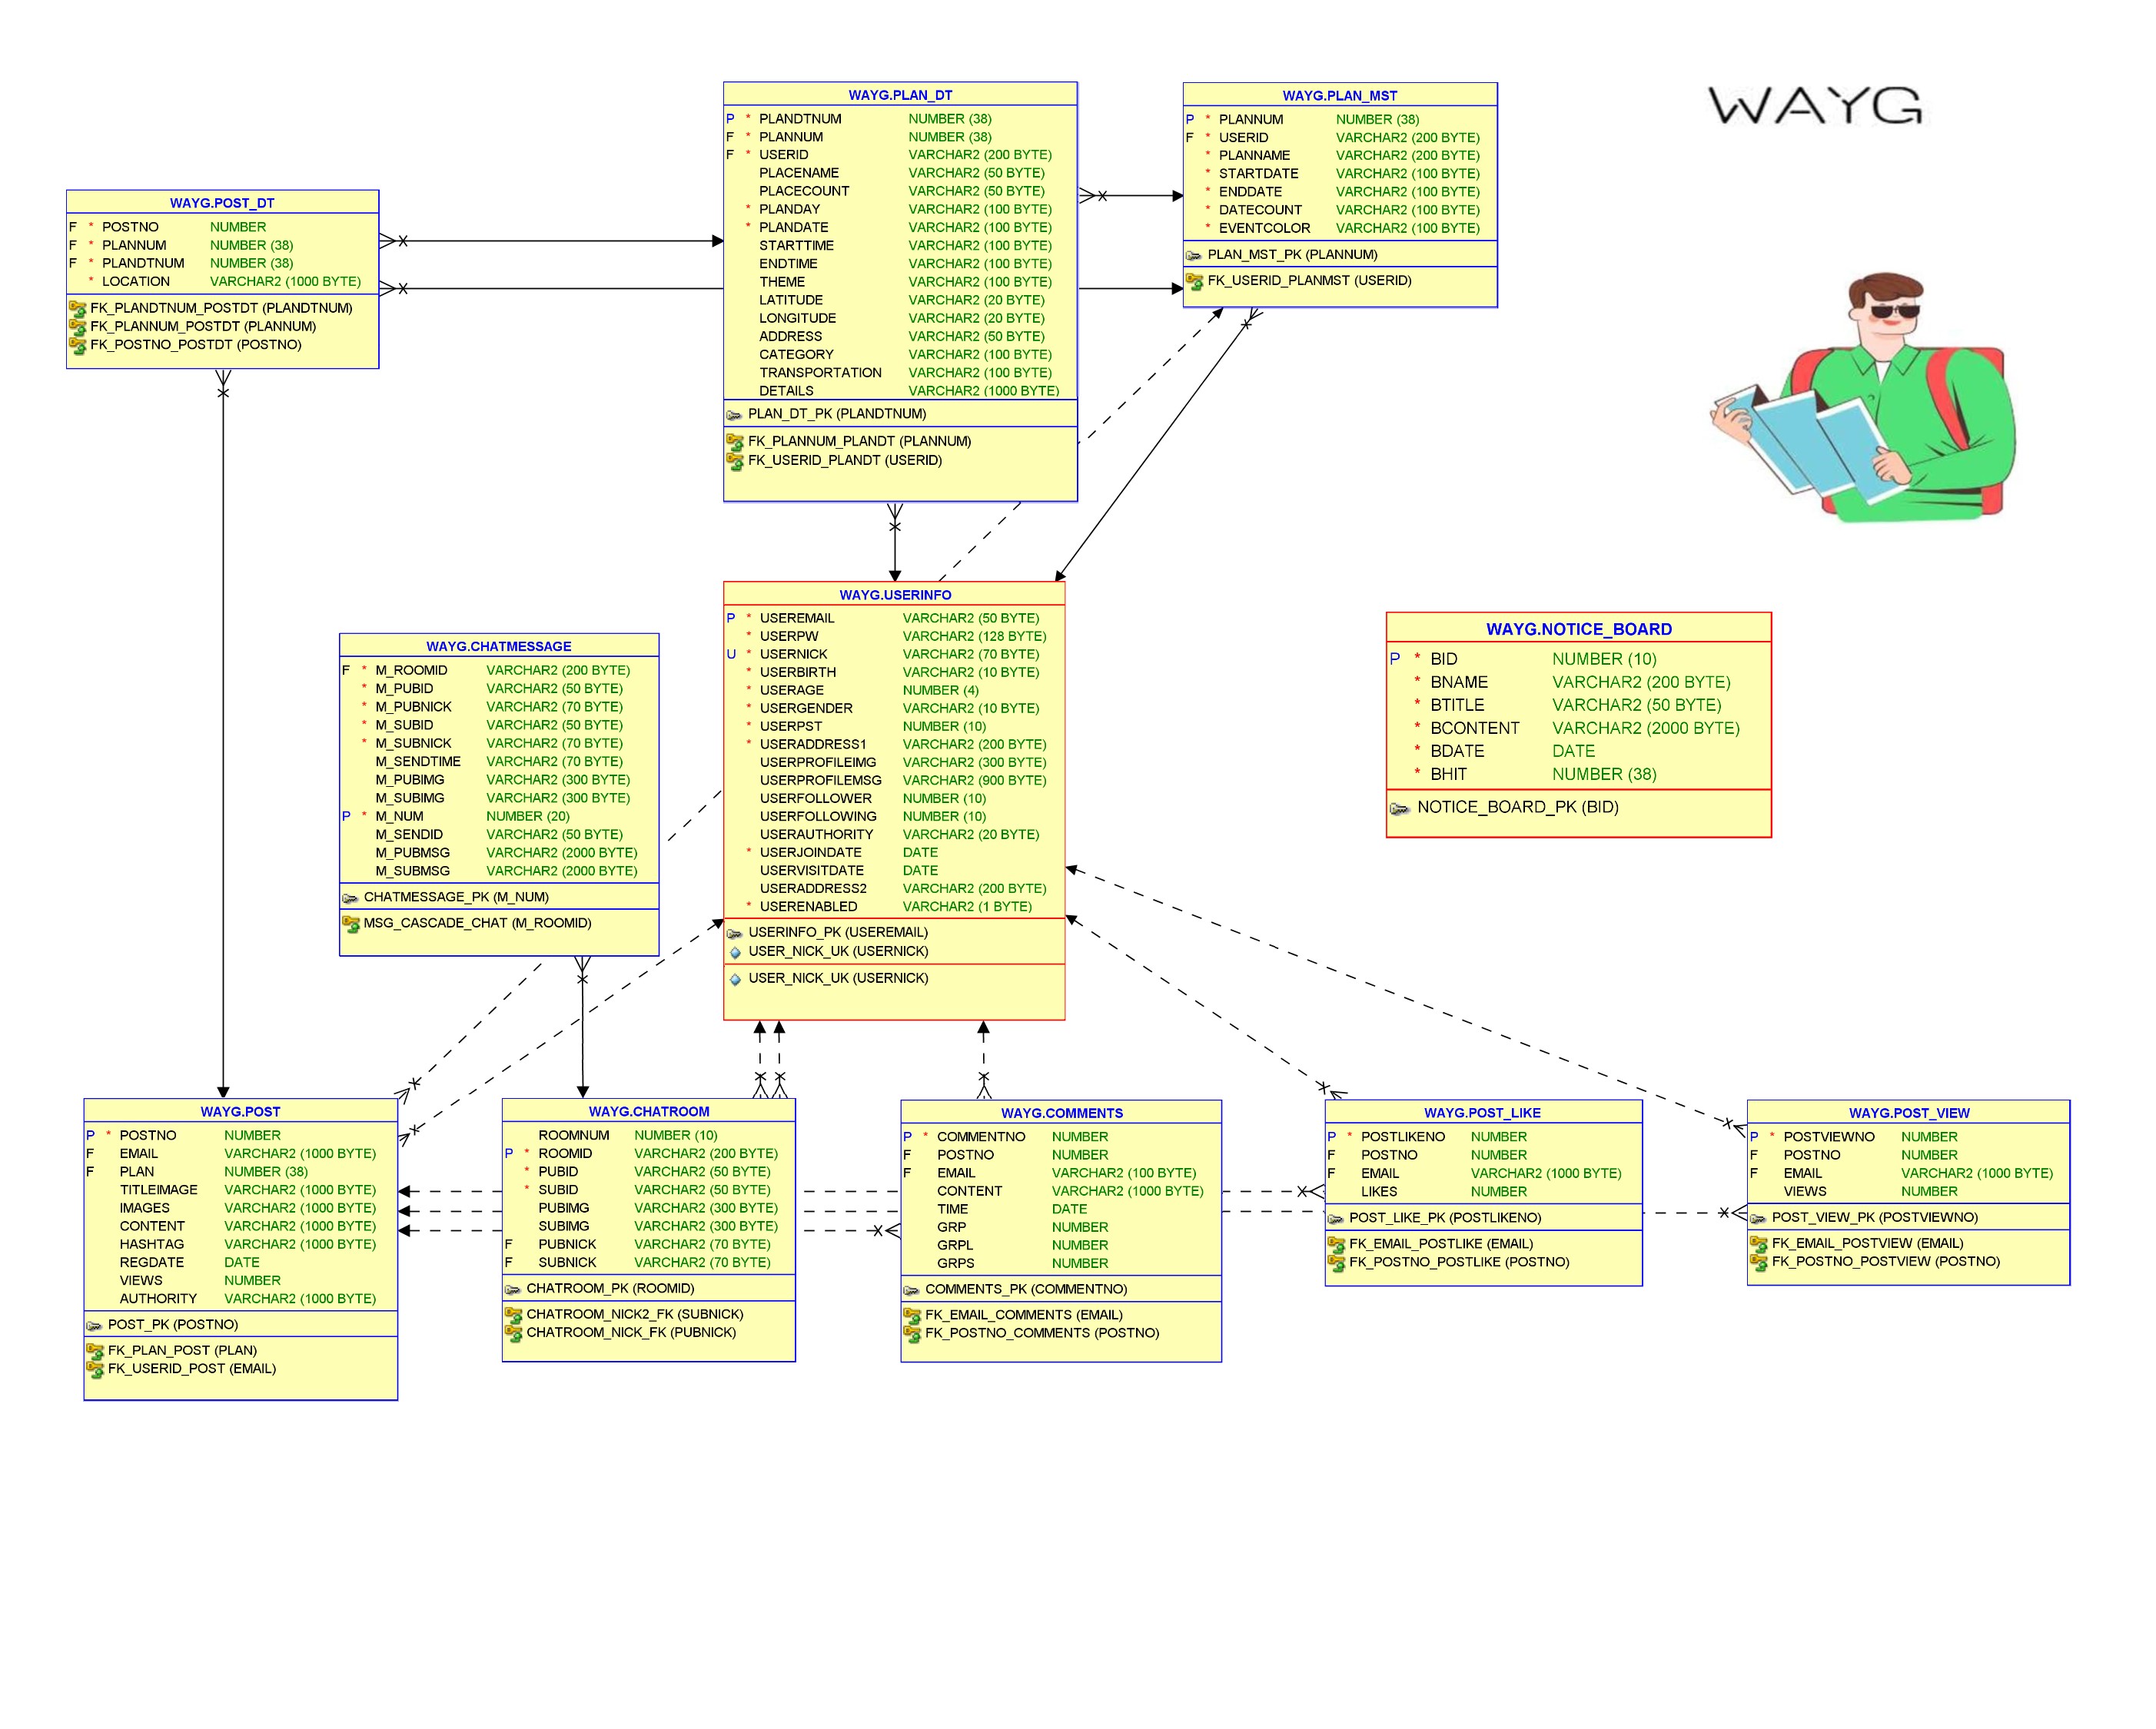 WAYG
WAYG.PLAN_DT
P * PLANDTNUM NUMBER (38)
F * PLANNUM NUMBER (38)
F * USERID VARCHAR2 (200 BYTE)
PLACENAME VARCHAR2 (50 BYTE)
PLACECOUNT VARCHAR2 (50 BYTE)
* PLANDAY VARCHAR2 (100 BYTE)
* PLANDATE VARCHAR2 (100 BYTE)
STARTTIME VARCHAR2 (100 BYTE)
ENDTIME VARCHAR2 (100 BYTE)
THEME VARCHAR2 (100 BYTE)
LATITUDE VARCHAR2 (20 BYTE)
LONGITUDE VARCHAR2 (20 BYTE)
ADDRESS VARCHAR2 (50 BYTE)
CATEGORY VARCHAR2 (100 BYTE)
TRANSPORTATION VARCHAR2 (100 BYTE)
DETAILS VARCHAR2 (1000 BYTE)
PLAN_DT_PK (PLANDTNUM)
FK_PLANNUM_PLANDT (PLANNUM)
FK_USERID_PLANDT (USERID)
WAYG.PLAN_MST
P * PLANNUM NUMBER (38)
F * USERID VARCHAR2 (200 BYTE)
* PLANNAME VARCHAR2 (200 BYTE)
* STARTDATE VARCHAR2 (100 BYTE)
* ENDDATE VARCHAR2 (100 BYTE)
* DATECOUNT VARCHAR2 (100 BYTE)
* EVENTCOLOR VARCHAR2 (100 BYTE)
PLAN_MST_PK (PLANNUM)
FK_USERID_PLANMST (USERID)
WAYG.POST_DT
F * POSTNO NUMBER
F * PLANNUM NUMBER (38)
F * PLANDTNUM NUMBER (38)
* LOCATION VARCHAR2 (1000 BYTE)
FK_PLANDTNUM_POSTDT (PLANDTNUM)
FK_PLANNUM_POSTDT (PLANNUM)
FK_POSTNO_POSTDT (POSTNO)
WAYG.USERINFO
P * USEREMAIL VARCHAR2 (50 BYTE)
* USERPW VARCHAR2 (128 BYTE)
U * USERNICK VARCHAR2 (70 BYTE)
* USERBIRTH VARCHAR2 (10 BYTE)
* USERAGE NUMBER (4)
* USERGENDER VARCHAR2 (10 BYTE)
* USERPST NUMBER (10)
* USERADDRESS1 VARCHAR2 (200 BYTE)
USERPROFILEIMG VARCHAR2 (300 BYTE)
USERPROFILEMSG VARCHAR2 (900 BYTE)
USERFOLLOWER NUMBER (10)
USERFOLLOWING NUMBER (10)
USERAUTHORITY VARCHAR2 (20 BYTE)
* USERJOINDATE DATE
USERVISITDATE DATE
USERADDRESS2 VARCHAR2 (200 BYTE)
* USERENABLED VARCHAR2 (1 BYTE)
USERINFO_PK (USEREMAIL)
USER_NICK_UK (USERNICK)
USER_NICK_UK (USERNICK)
WAYG.NOTICE_BOARD
P * BID NUMBER (10)
* BNAME VARCHAR2 (200 BYTE)
* BTITLE VARCHAR2 (50 BYTE)
* BCONTENT VARCHAR2 (2000 BYTE)
* BDATE DATE
* BHIT NUMBER (38)
NOTICE_BOARD_PK (BID)
WAYG.CHATMESSAGE
F * M_ROOMID VARCHAR2 (200 BYTE)
* M_PUBID VARCHAR2 (50 BYTE)
* M_PUBNICK VARCHAR2 (70 BYTE)
* M_SUBID VARCHAR2 (50 BYTE)
* M_SUBNICK VARCHAR2 (70 BYTE)
M_SENDTIME VARCHAR2 (70 BYTE)
M_PUBIMG VARCHAR2 (300 BYTE)
M_SUBIMG VARCHAR2 (300 BYTE)
P * M_NUM NUMBER (20)
M_SENDID VARCHAR2 (50 BYTE)
M_PUBMSG VARCHAR2 (2000 BYTE)
M_SUBMSG VARCHAR2 (2000 BYTE)
CHATMESSAGE_PK (M_NUM)
MSG_CASCADE_CHAT (M_ROOMID)
WAYG.POST
P * POSTNO NUMBER
F EMAIL VARCHAR2 (1000 BYTE)
F PLAN NUMBER (38)
TITLEIMAGE VARCHAR2 (1000 BYTE)
IMAGES VARCHAR2 (1000 BYTE)
CONTENT VARCHAR2 (1000 BYTE)
HASHTAG VARCHAR2 (1000 BYTE)
REGDATE DATE
VIEWS NUMBER
AUTHORITY VARCHAR2 (1000 BYTE)
POST_PK (POSTNO)
FK_PLAN_POST (PLAN)
FK_USERID_POST (EMAIL)
WAYG.CHATROOM
ROOMNUM NUMBER (10)
P * ROOMID VARCHAR2 (200 BYTE)
* PUBID VARCHAR2 (50 BYTE)
* SUBID VARCHAR2 (50 BYTE)
PUBIMG VARCHAR2 (300 BYTE)
SUBIMG VARCHAR2 (300 BYTE)
F PUBNICK VARCHAR2 (70 BYTE)
F SUBNICK VARCHAR2 (70 BYTE)
CHATROOM_PK (ROOMID)
CHATROOM_NICK2_FK (SUBNICK)
CHATROOM_NICK_FK (PUBNICK)
WAYG.COMMENTS
P * COMMENTNO NUMBER
F POSTNO NUMBER
F EMAIL VARCHAR2 (100 BYTE)
CONTENT VARCHAR2 (1000 BYTE)
TIME DATE
GRP NUMBER
GRPL NUMBER
GRPS NUMBER
COMMENTS_PK (COMMENTNO)
FK_EMAIL_COMMENTS (EMAIL)
FK_POSTNO_COMMENTS (POSTNO)
WAYG.POST_LIKE
P * POSTLIKENO NUMBER
F POSTNO NUMBER
F EMAIL VARCHAR2 (1000 BYTE)
LIKES NUMBER
POST_LIKE_PK (POSTLIKENO)
FK_EMAIL_POSTLIKE (EMAIL)
FK_POSTNO_POSTLIKE (POSTNO)
WAYG.POST_VIEW
P * POSTVIEWNO NUMBER
F POSTNO NUMBER
F EMAIL VARCHAR2 (1000 BYTE)
VIEWS NUMBER
POST_VIEW_PK (POSTVIEWNO)
FK_EMAIL_POSTVIEW (EMAIL)
FK_POSTNO_POSTVIEW (POSTNO)